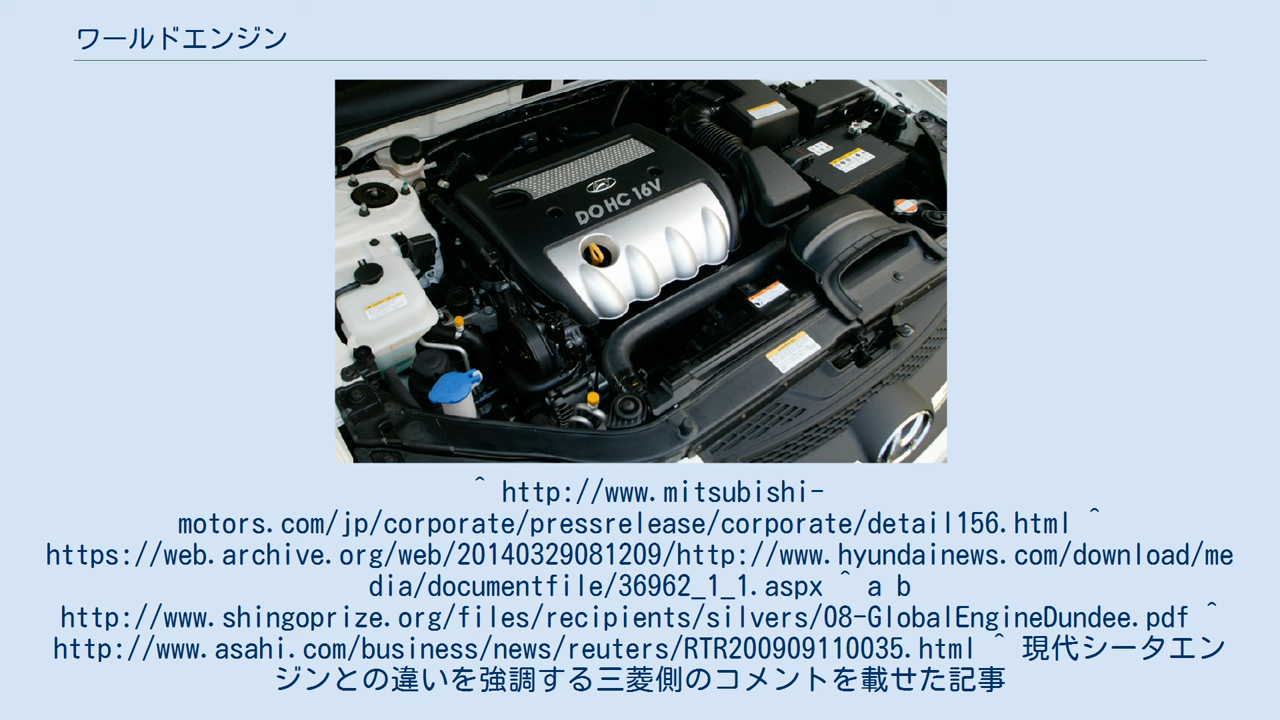 ワールドエンジン
DOHC 16V
^ http://www.mitsubishi-
motors.com/jp/corporate/pressrelease/corporate/detail156.html ^
https://web.archive.org/web/20140329081209/http://www.hyundainews.com/download/me
dia/documentfile/36962_1_1.aspx ^ a b
http://www.shingoprize.org/files/recipients/silvers/08-GlobalEngineDundee.pdf ^
http://www.asahi.com/business/news/reuters/RTR200909110035.html ^ 現代シータエン
ジンとの違いを強調する三菱側のコメントを載せた記事